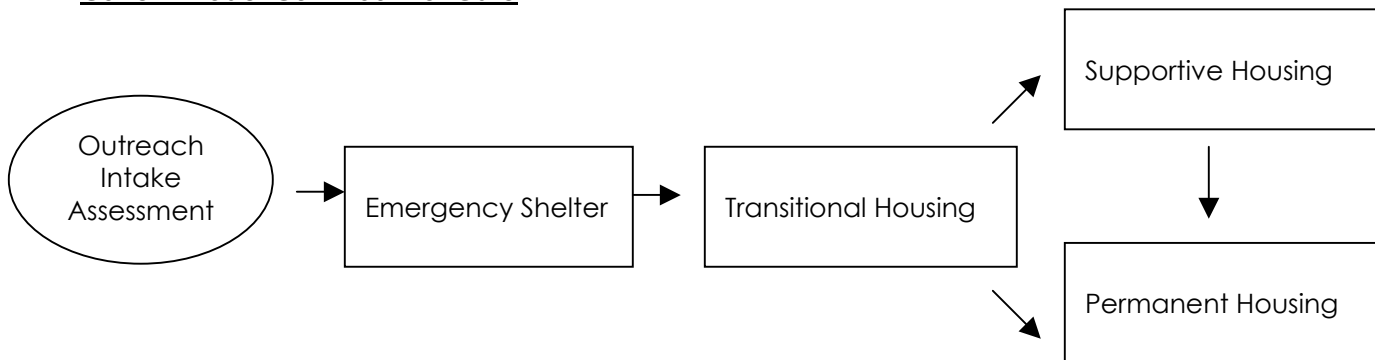 Outreach
Intake
Assessment
Emergency Shelter
Transitional Housing
Supportive Housing
Permanent Housing